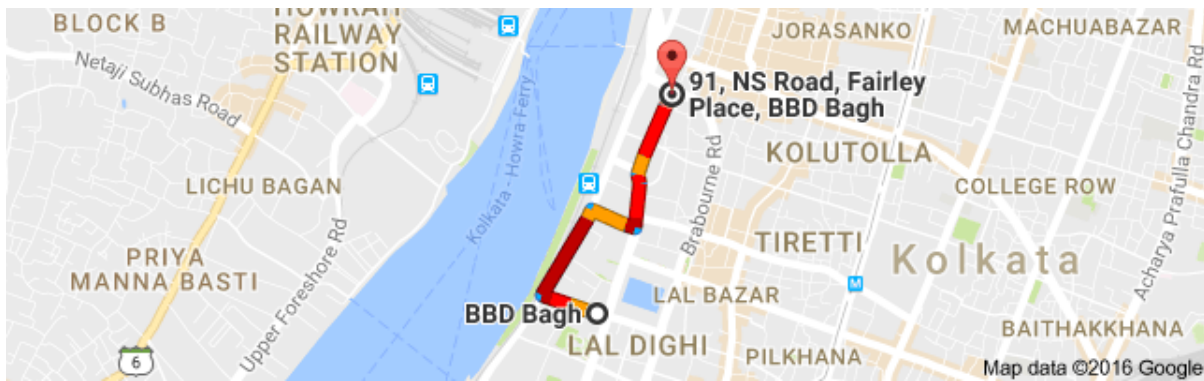 BLOCK B
HOWRAH
RAILWAY
STATION
Netaji Subhas Road
LICHU BAGAN
PRIYA
MANNA BASTI
Upper Foreshore Rd
6
Kolkata - Howra Ferry
JORASANKO
MACHUABAZAR
91, NS Road, Fairley
Place, BBD Bagh
KOLUTOLLA
Brabourne Rd
COLLEGE ROW
Acharya Prafulla Chandra Rd
TIRETTI
Kolkata
M
LAL BAZAR
BBD Bagh
LAL DIGHI
PILKHANA
BAITHAKKHANA
Map data ©2016 Google